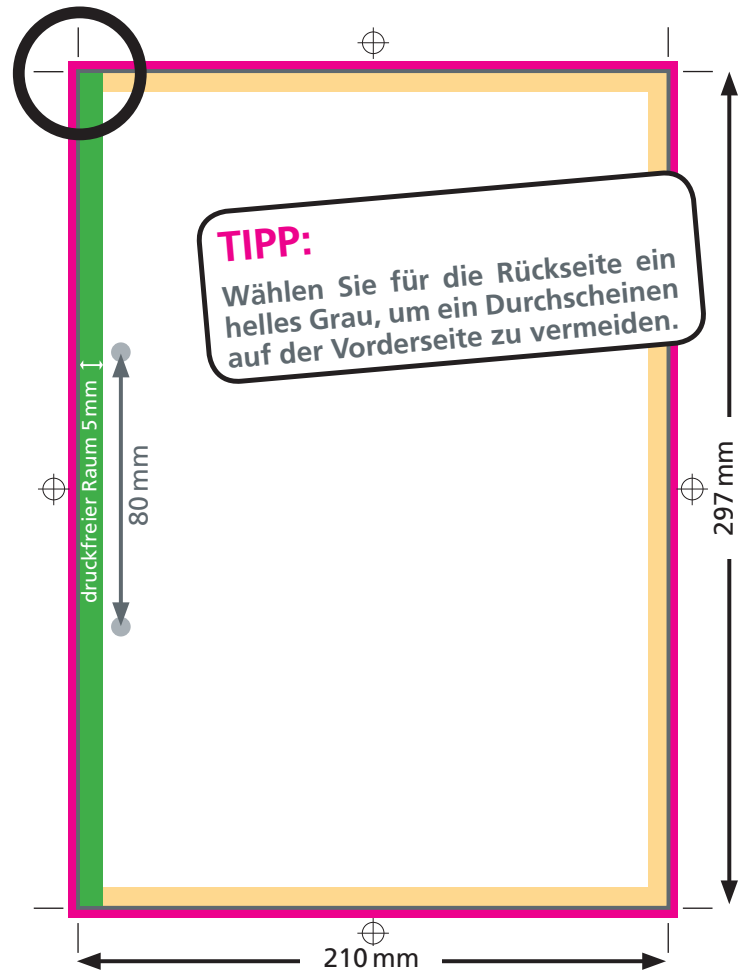 TIPP:
Wählen Sie für die Rückseite ein
helles Grau, um ein Durchscheinen
auf der Vorderseite zu vermeiden.
druckfreier Raum 5 mm
80 mm
297 mm
210 mm